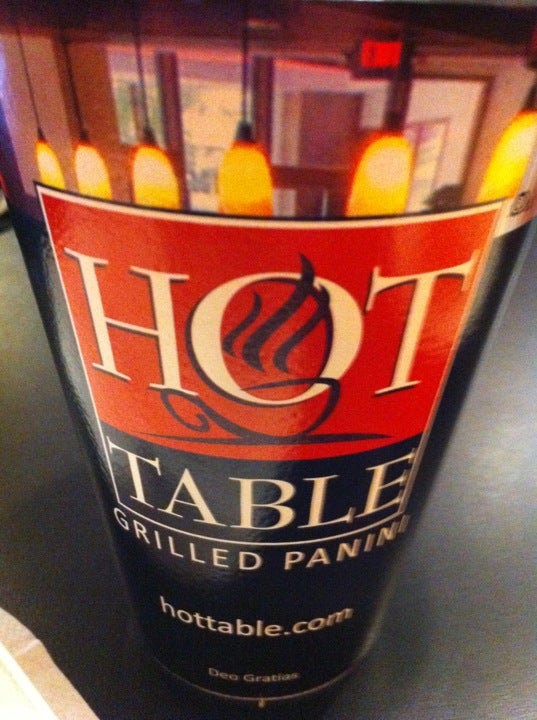 HOT
TABLE
GRILLED PANINI
hottable.com
Deo Gratias